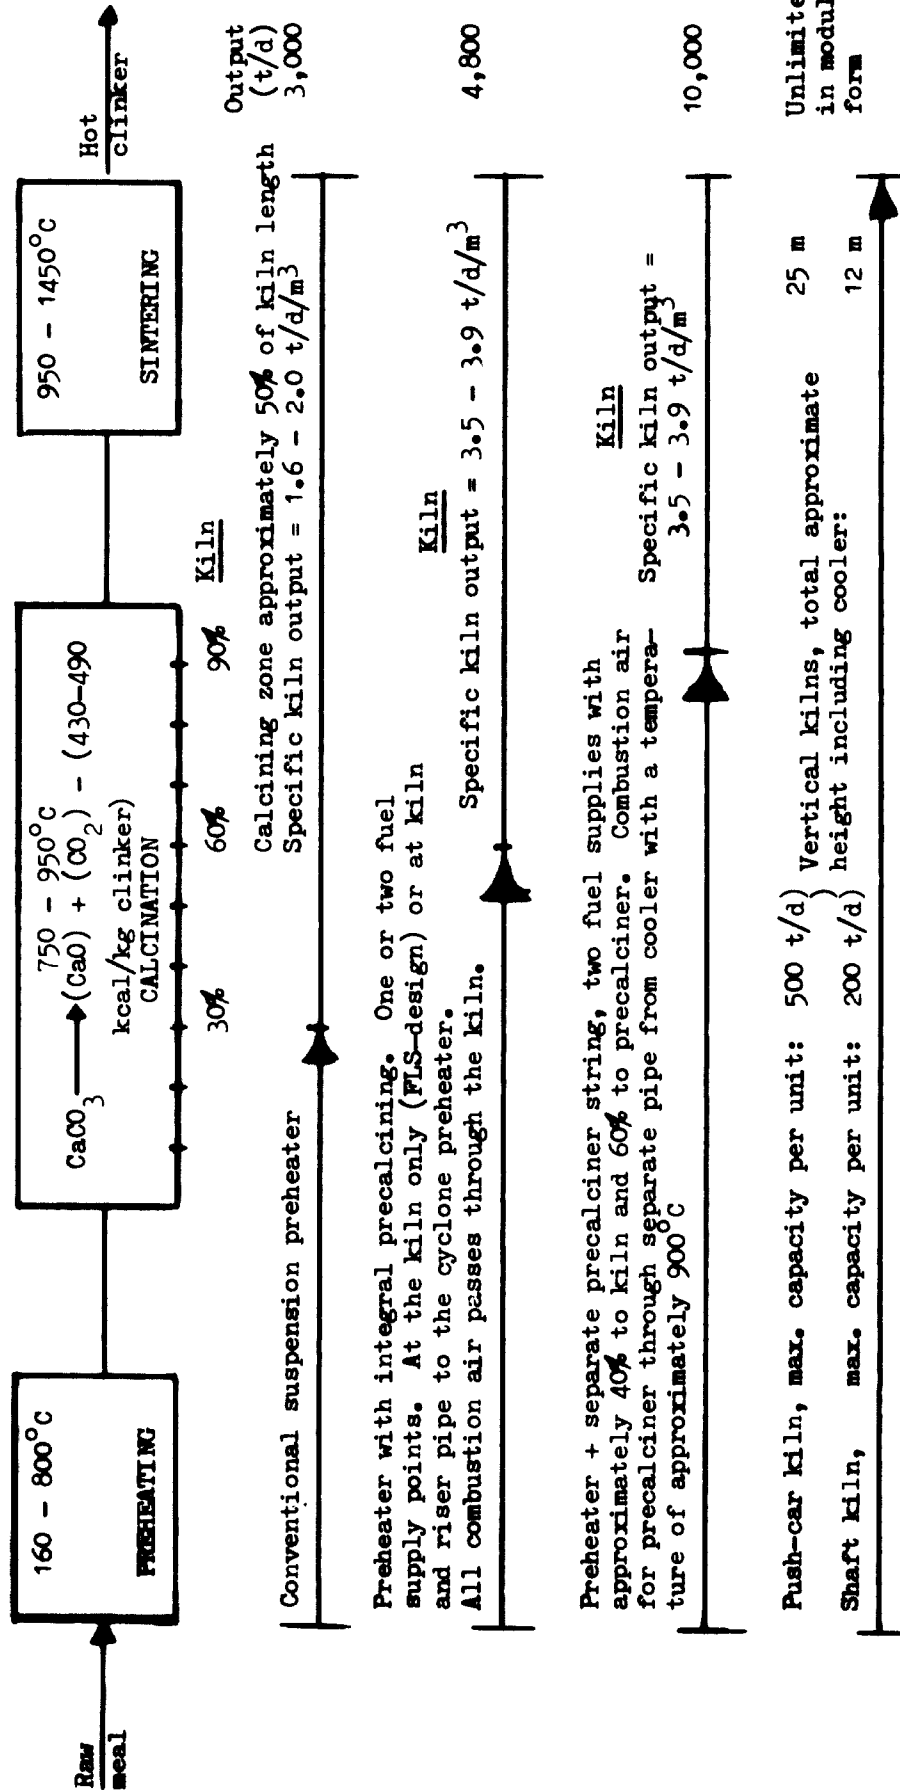 Raw
meal
160 - 800°C
PREHEATING
750 - 950°C
CaCO3 → (CaO) + (CO2) - (430-490
kcal/kg clinker)
CALCINATION
30%
60%
90%
950 - 1450°C
SINTERING
Hot
clinker
Output
(t/d)
Kiln
Calcining zone approximately 50% of kiln length
Specific kiln output = 1.6 - 2.0 t/d/m3
3,000
Conventional suspension preheater
Preheater with integral precalcining. One or two fuel
supply points. At the kiln only (FLS-design) or at kiln
and riser pipe to the cyclone preheater.
All combustion air passes through the kiln.
Kiln
Specific kiln output = 3.5 - 3.9 t/d/m3
4,800
Preheater + separate precalciner string, two fuel supplies with
approximately 40% to kiln and 60% to precalciner. Combustion air
for precalciner through separate pipe from cooler with a tempera-
ture of approximately 900°C
Kiln
Specific kiln output =
3.5 - 3.9 t/d/m3
10,000
Push-car kiln, max. capacity per unit: 500 t/d) Vertical kilns, total approximate 25 m
Shaft kiln, max. capacity per unit: 200 t/d) height including cooler: 12 m
Unlimite
in modul
form